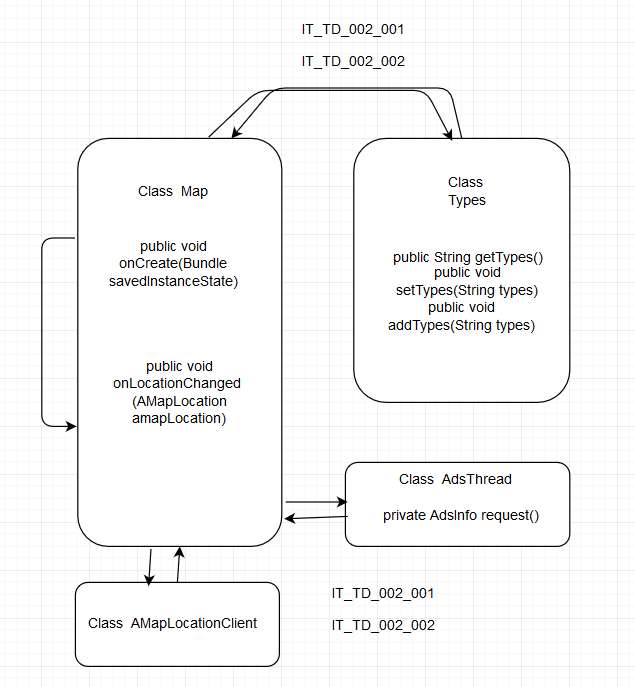 IT_TD_002_001
IT_TD_002_002
Class Map
public void
onCreate(Bundle
savedInstanceState)
public void
onLocationChanged
(AMapLocation
amapLocation)
Class
Types
public String getTypes()
public void
setTypes(String types)
public void
addTypes(String types)
Class AdsThread
private AdsInfo request()
Class AMapLocationClient
IT_TD_002_001
IT_TD_002_002